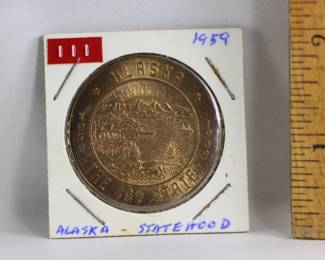 111
1959
ALASKA
THE 49th STATE
ALASKA - STATEHOOD